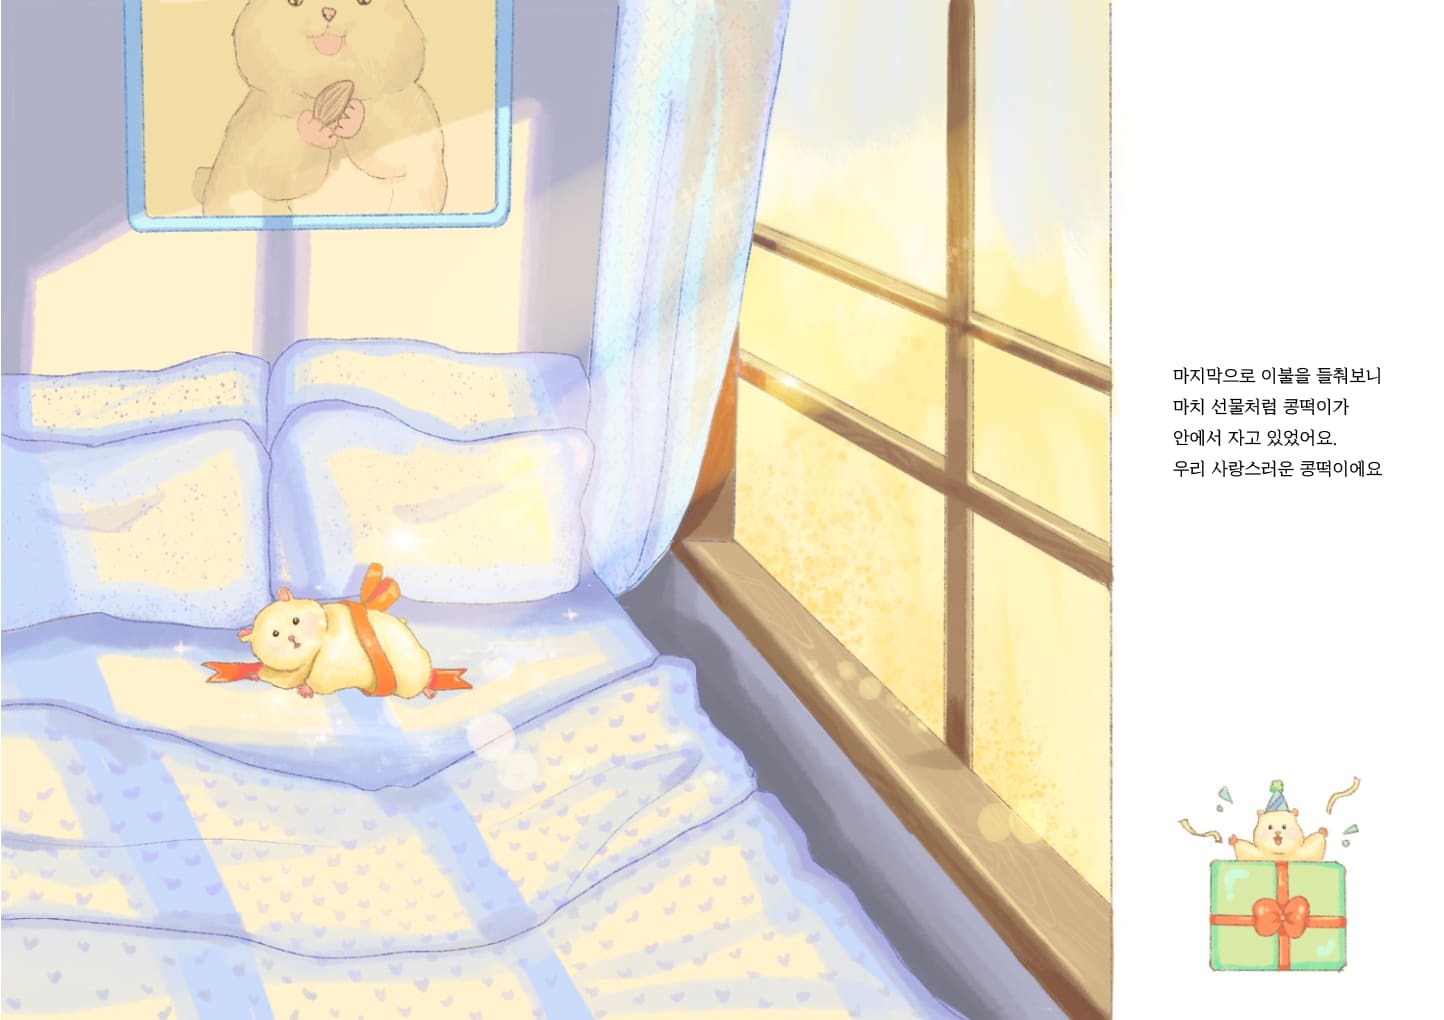 마지막으로 이불을 들춰보니
마치 선물처럼 콩떡이가
안에서 자고 있었어요.
우리 사랑스러운 콩떡이에요